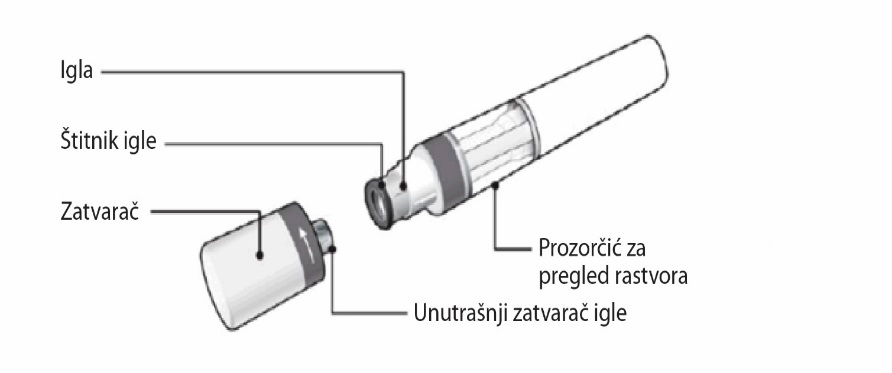 Igla
Štitnik igle
Zatvarač
Prozorčić za
pregled rastvora
Unutrašnji zatvarač igle